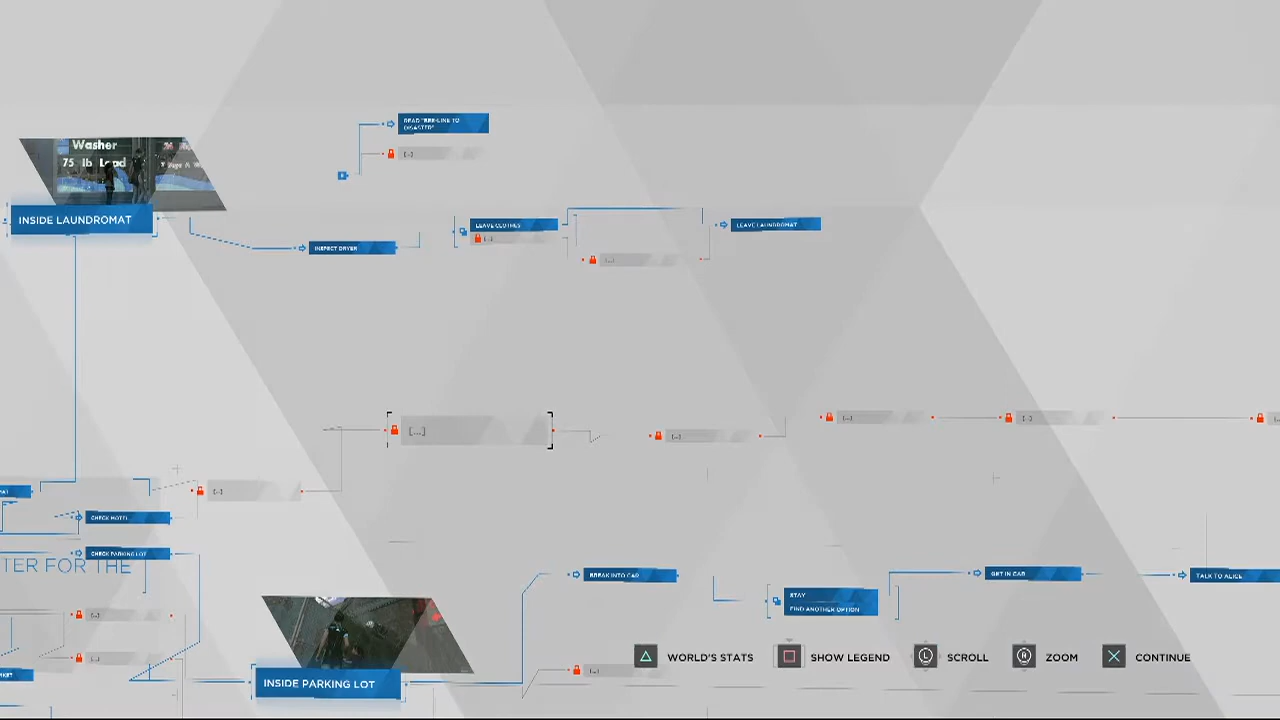 READ "BEE-LINE TO
DISASTER"
[...]
Washer
75 lb Load
INSIDE LAUNDROMAT
LEAVE CLOTHES
[...]
LEAVE LAUNDROMAT
INSPECT DRYER
[...]
[...]
[...]
[...]
[...]
[...]
CHECK MOTEL
CHECK PARKING LOT
TER FOR THE
BREAK INTO CAR
GET IN CAR
TALK TO ALICE
STAY
FIND ANOTHER OPTION
[...]
[...]
[...]
INSIDE PARKING LOT
WORLD'S STATS
SHOW LEGEND
L
SCROLL
R
ZOOM
CONTINUE